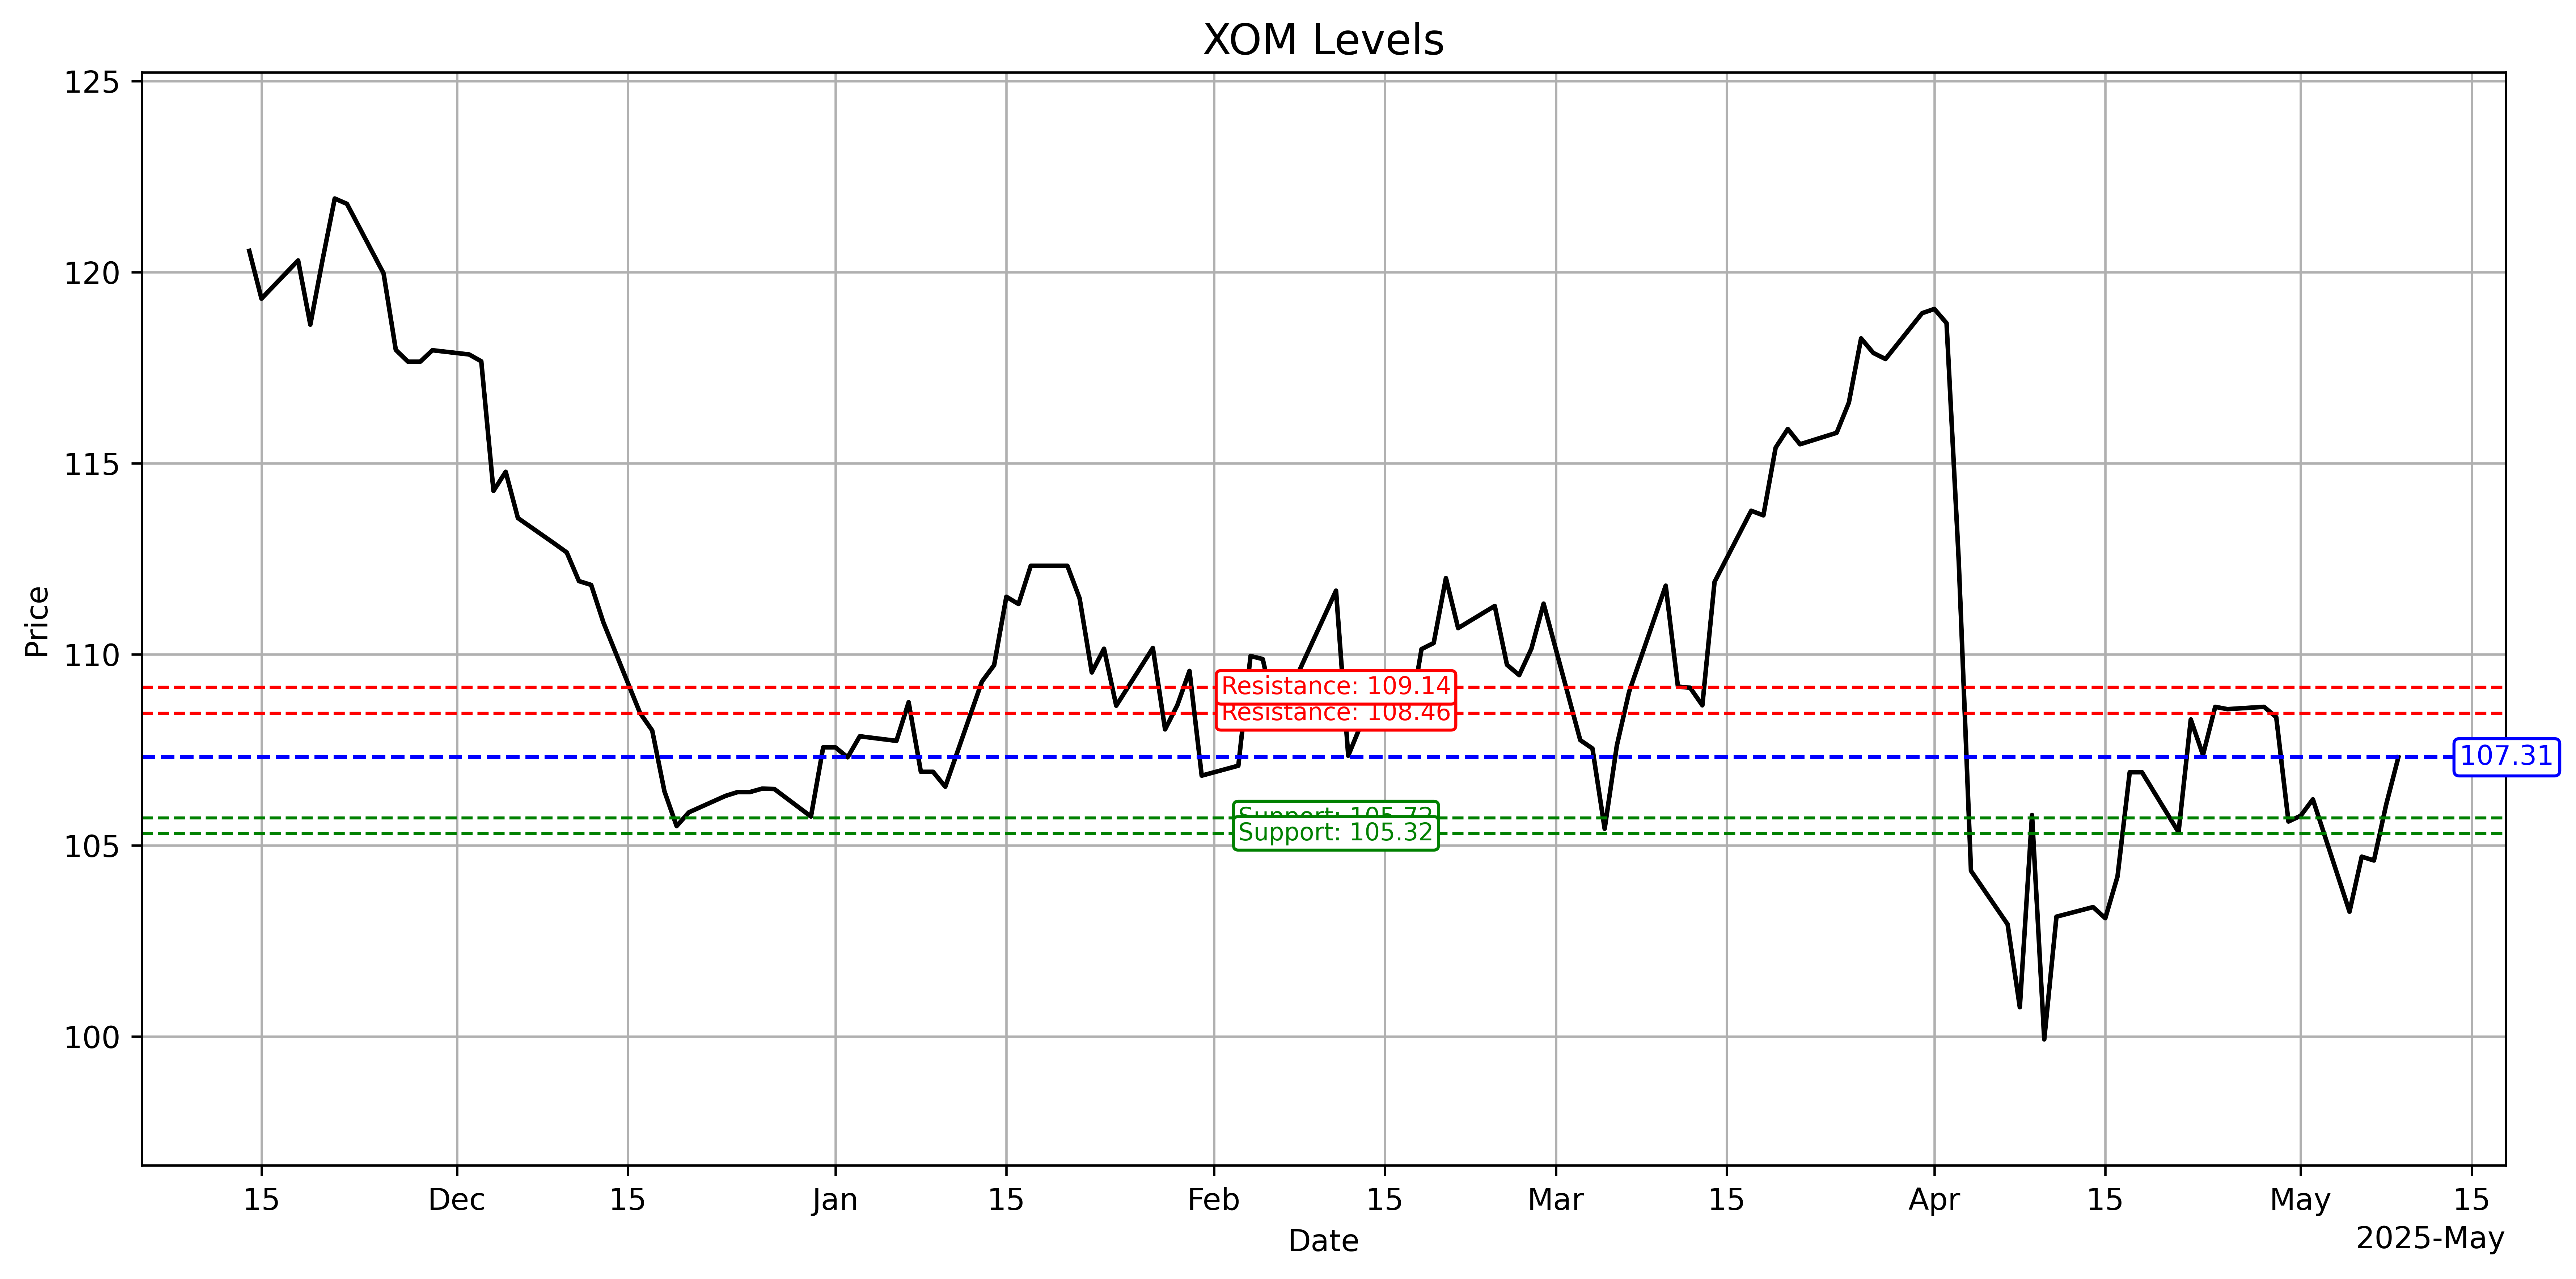 XOM Levels
125
120
115
110
105
100
Price
Resistance: 109.14
Resistance: 108.46
107.31
Support: 105.72
Support: 105.32
15
Dec
15
Jan
15
Feb
15
Mar
15
Apr
15
May
15
Date
2025-May